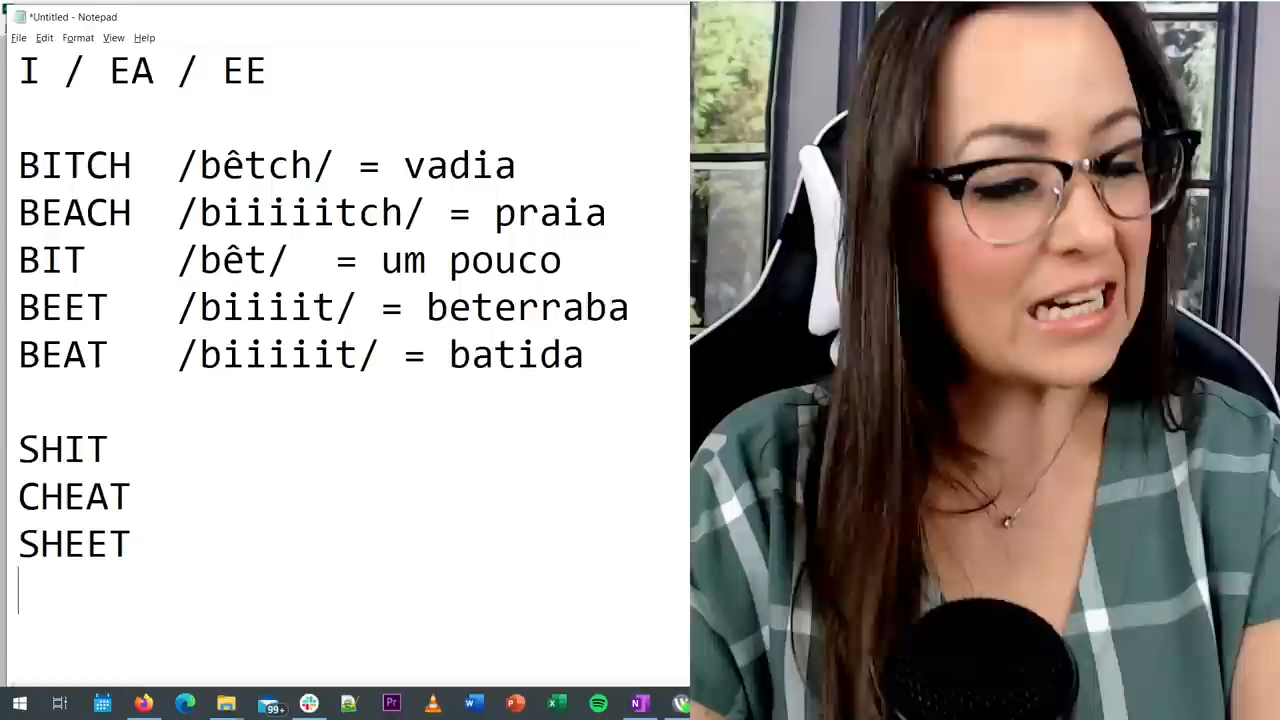 *Untitled - Notepad
File Edit Format View Help
I / EA / EE
BITCH /bêtch/ = vadia
BEACH /biiiiitch/ = praia
BIT /bêt/ = um pouco
BEET /biiiit/ = beterraba
BEAT /biiiiit/ = batida
SHIT
CHEAT
SHEET
99+